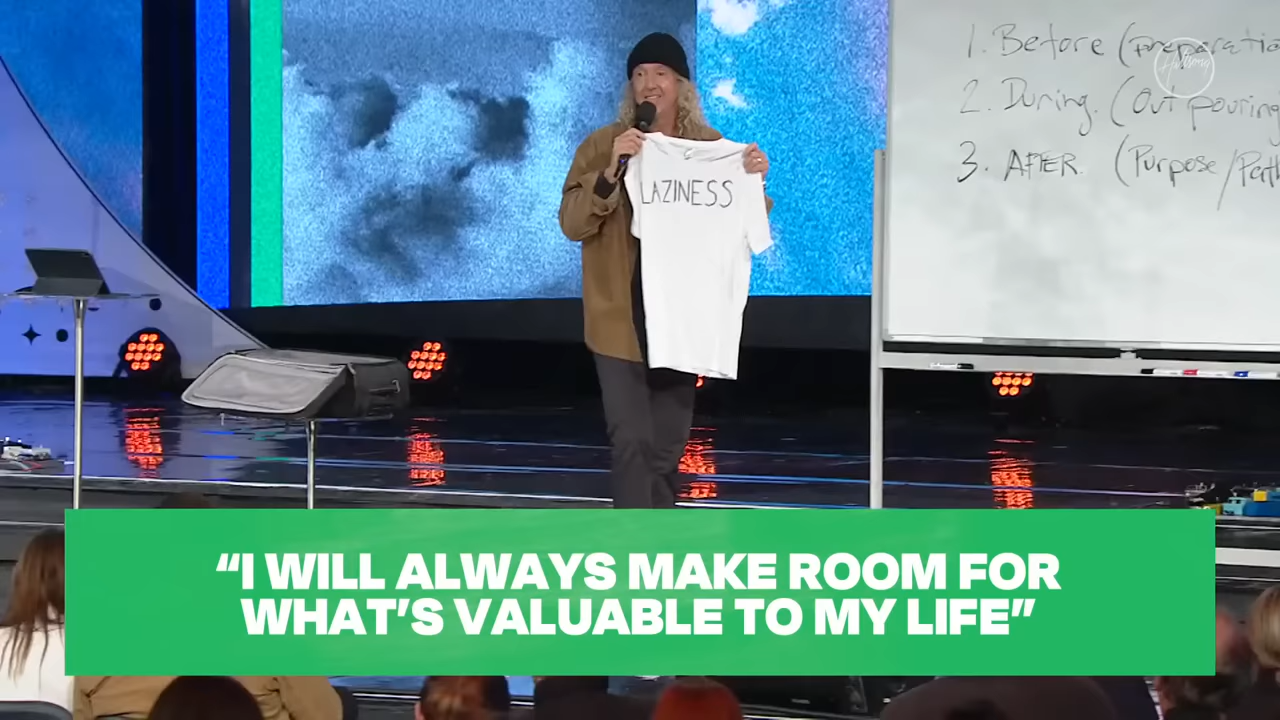 1. Before (preparatio
Hillsong
2. During. (Out pouring
3. AFTER. (Purpose/Path
LAZINESS
“I WILL ALWAYS MAKE ROOM FOR
WHAT’S VALUABLE TO MY LIFE”